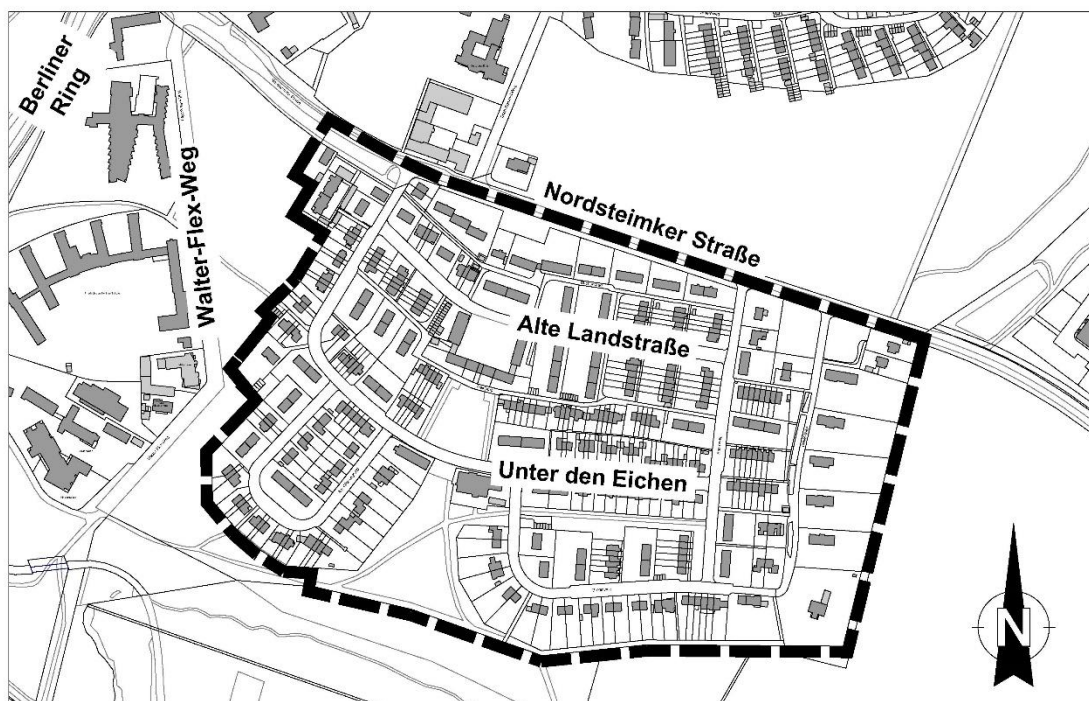 Berliner
Ring
Walter-Flex-Weg
Nordsteimker Straße
Alte Landstraße
Unter den Eichen
N